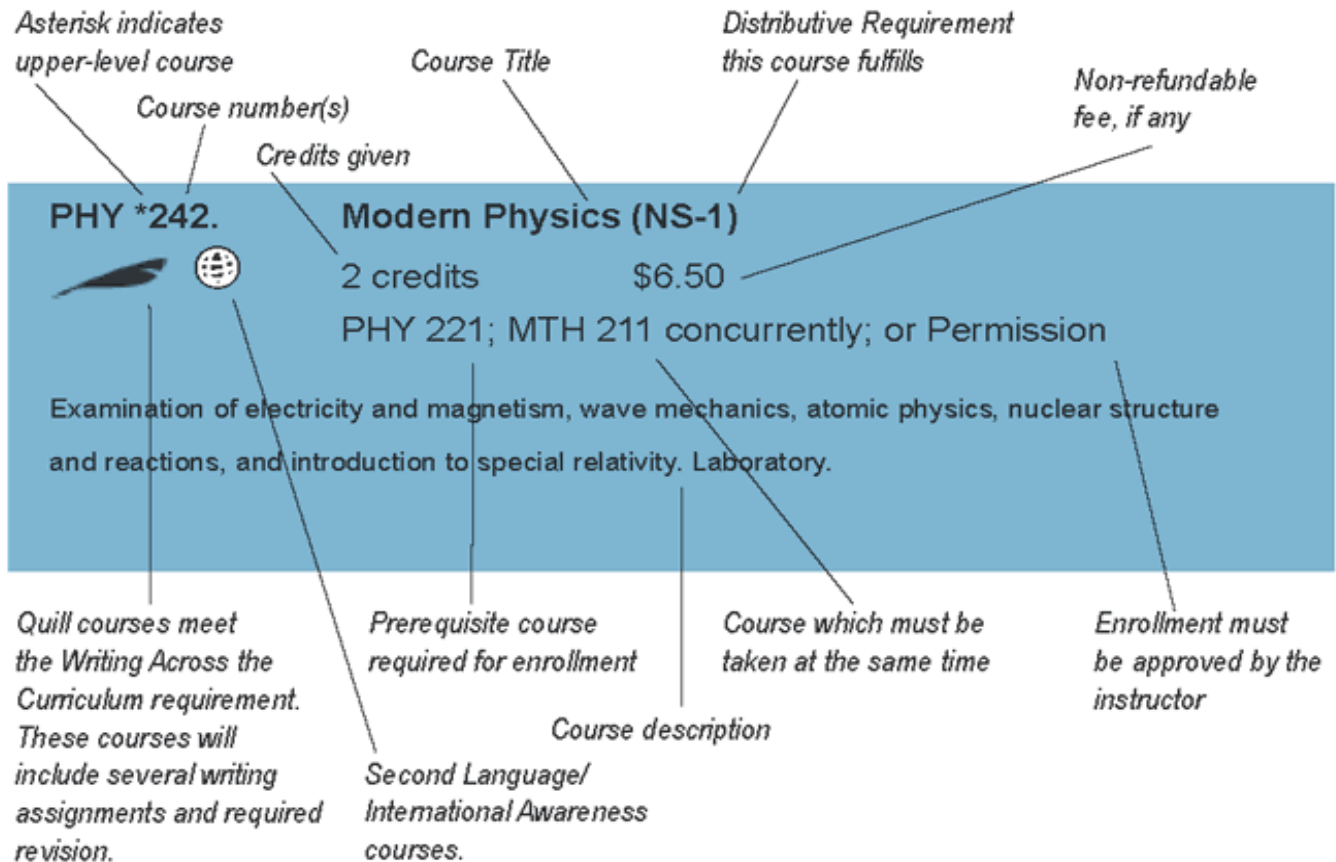 Asterisk indicates
upper-level course
Course number(s)
Credits given
Course Title
Distributive Requirement
this course fulfills
Non-refundable
fee, if any
PHY *242. Modern Physics (NS-1)
2 credits $6.50
PHY 221; MTH 211 concurrently; or Permission
Examination of electricity and magnetism, wave mechanics, atomic physics, nuclear structure
and reactions, and introduction to special relativity. Laboratory.
Quill courses meet
the Writing Across the
Curriculum requirement.
These courses will
include several writing
assignments and required
revision.
Second Language/
International Awareness
courses.
Prerequisite course
required for enrollment
Course description
Course which must be
taken at the same time
Enrollment must
be approved by the
instructor